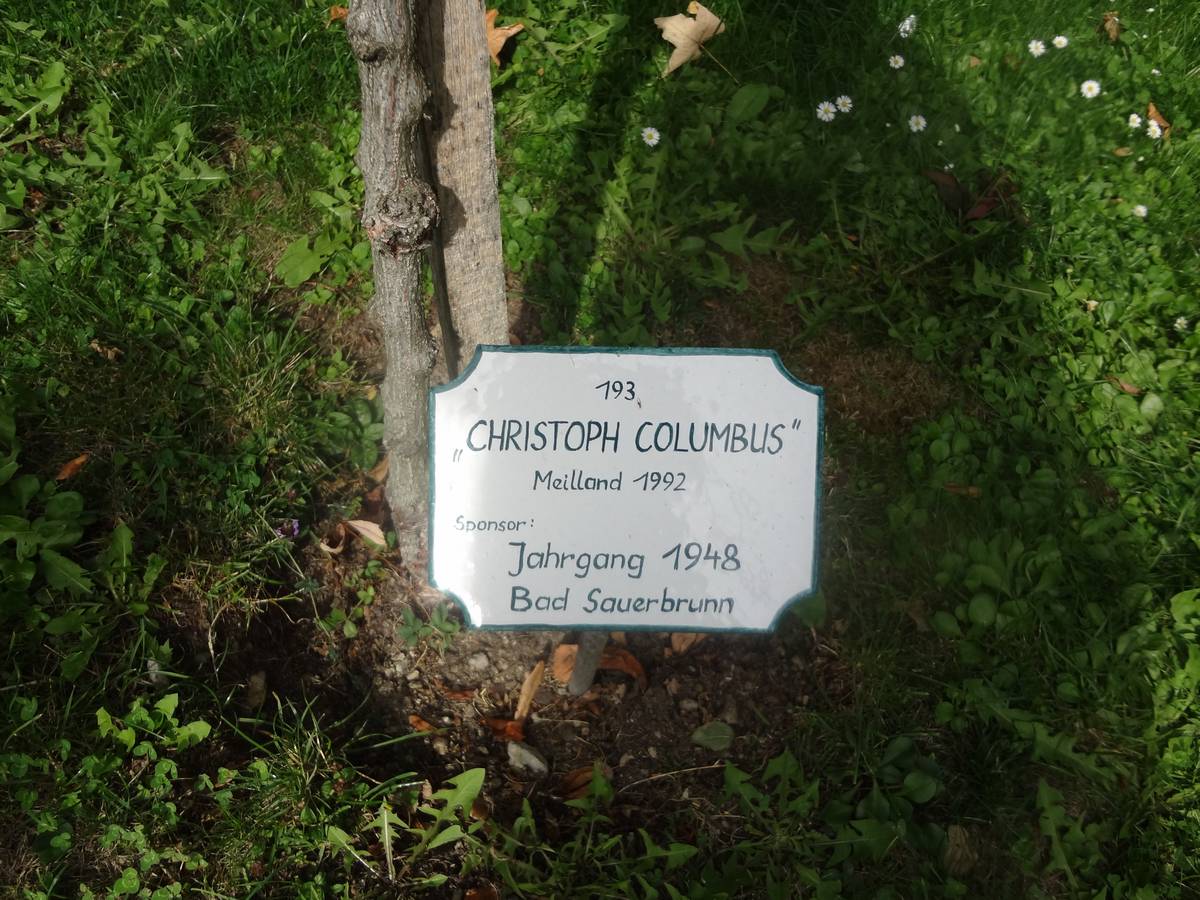 193
„CHRISTOPH COLUMBUS"
Meilland 1992
Sponsor:
Jahrgang 1948
Bad Sauerbrunn